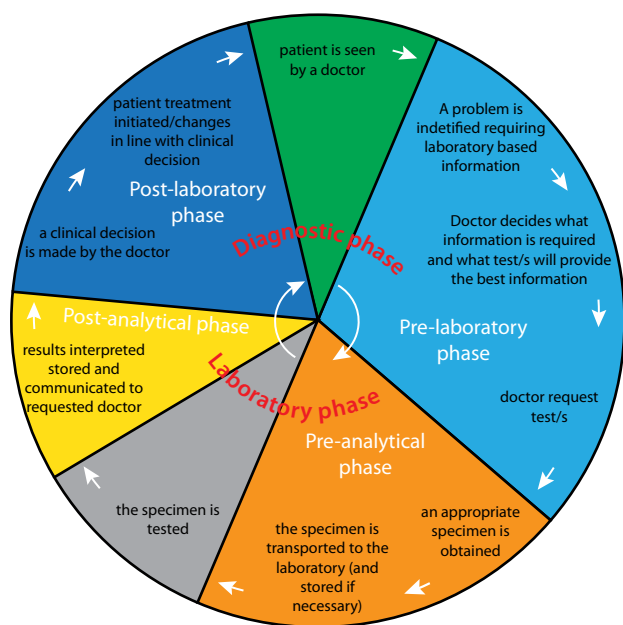 patient is seen
by a doctor
A problem is
indetified requiring
laboratory based
information
Doctor decides what
information is required
and what test/s will provide
the best information
Pre-laboratory
phase
doctor request
test/s
an appropriate
specimen is
obtained
Pre-analytical
phase
the specimen is
transported to the
laboratory (and
stored if
necessary)
the specimen is
tested
Post-analytical phase
results interpreted
stored and
communicated to
requested doctor
a clinical decision
is made by the doctor
Post-laboratory
phase
patient treatment
initiated/changes
in line with clinical
decision
Diagnostic phase
Laboratory phase